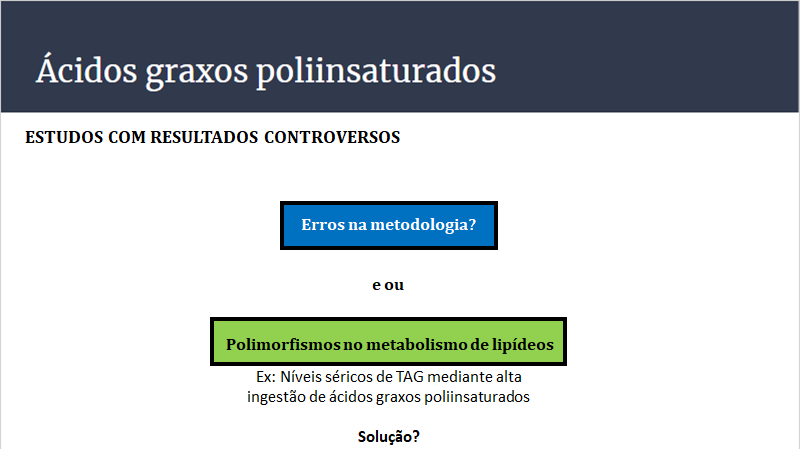 Ácidos graxos poliinsaturados
ESTUDOS COM RESULTADOS CONTROVERSOS
Erros na metodologia?
e ou
Polimorfismos no metabolismo de lipídeos
Ex: Níveis séricos de TAG mediante alta
ingestão de ácidos graxos poliinsaturados
Solução?